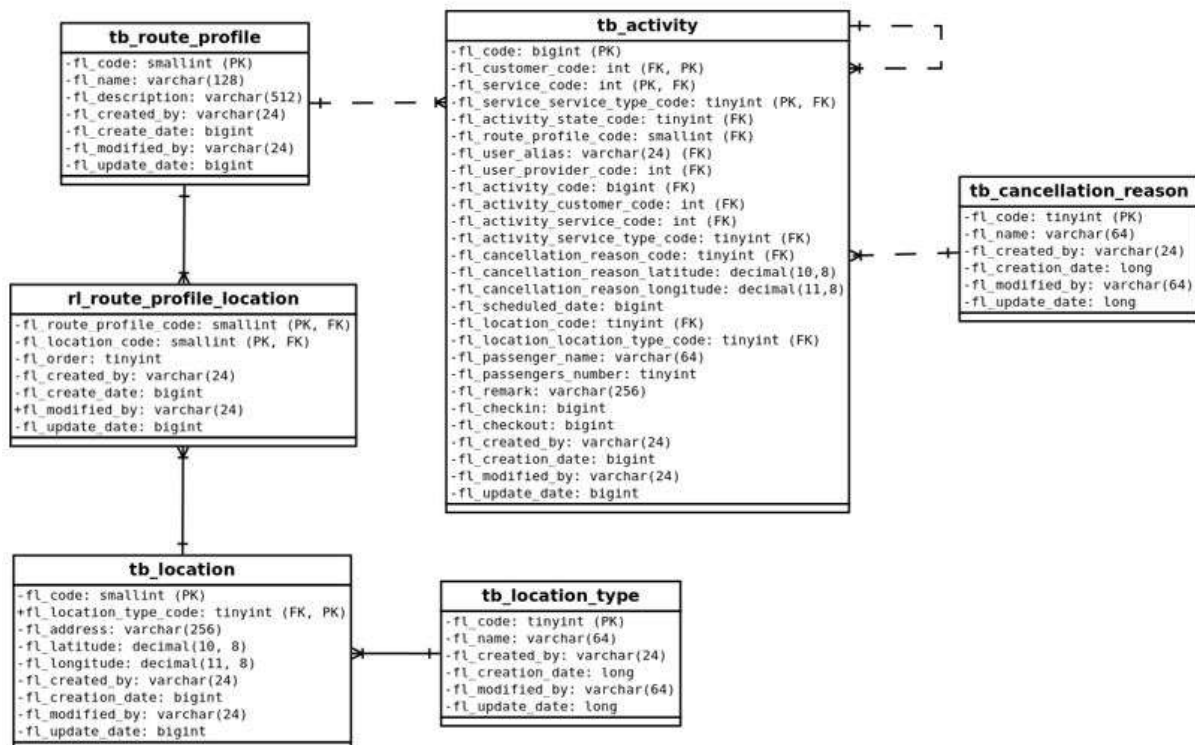 tb_route_profile
-fl_code: smallint (PK)
-fl_name: varchar(128)
-fl_description: varchar(512)
-fl_created_by: varchar(24)
-fl_create_date: bigint
-fl_modified_by: varchar(24)
-fl_update_date: bigint
tb_activity
-fl_code: bigint (PK)
-fl_customer_code: int (FK, PK)
-fl_service_code: int (PK, FK)
-fl_service_service_type_code: tinyint (PK, FK)
-fl_activity_state_code: tinyint (FK)
-fl_route_profile_code: smallint (FK)
-fl_user_alias: varchar(24) (FK)
-fl_user_provider_code: int (FK)
-fl_activity_code: bigint (FK)
-fl_activity_customer_code: int (FK)
-fl_activity_service_code: int (FK)
-fl_activity_service_type_code: tinyint (FK)
-fl_cancellation_reason_code: tinyint (FK)
-fl_cancellation_reason_latitude: decimal(10,8)
-fl_cancellation_reason_longitude: decimal(11,8)
-fl_scheduled_date: bigint
-fl_location_code: tinyint (FK)
-fl_location_location_type_code: tinyint (FK)
-fl_passenger_name: varchar(64)
-fl_passengers_number: tinyint
-fl_remark: varchar(256)
-fl_checkin: bigint
-fl_checkout: bigint
-fl_created_by: varchar(24)
-fl_creation_date: bigint
-fl_modified_by: varchar(24)
-fl_update_date: bigint
tb_cancellation_reason
-fl_code: tinyint (PK)
-fl_name: varchar(64)
-fl_created_by: varchar(24)
-fl_creation_date: long
-fl_modified_by: varchar(64)
-fl_update_date: long
rl_route_profile_location
-fl_route_profile_code: smallint (PK, FK)
-fl_location_code: smallint (PK, FK)
-fl_order: tinyint
-fl_created_by: varchar(24)
-fl_create_date: bigint
+fl_modified_by: varchar(24)
-fl_update_date: bigint
tb_location
-fl_code: smallint (PK)
+fl_location_type_code: tinyint (FK, PK)
-fl_address: varchar(256)
-fl_latitude: decimal(10, 8)
-fl_longitude: decimal(11, 8)
-fl_created_by: varchar(24)
-fl_creation_date: bigint
-fl_modified_by: varchar(24)
-fl_update_date: bigint
tb_location_type
-fl_code: tinyint (PK)
-fl_name: varchar(64)
-fl_created_by: varchar(24)
-fl_creation_date: long
-fl_modified_by: varchar(64)
-fl_update_date: long